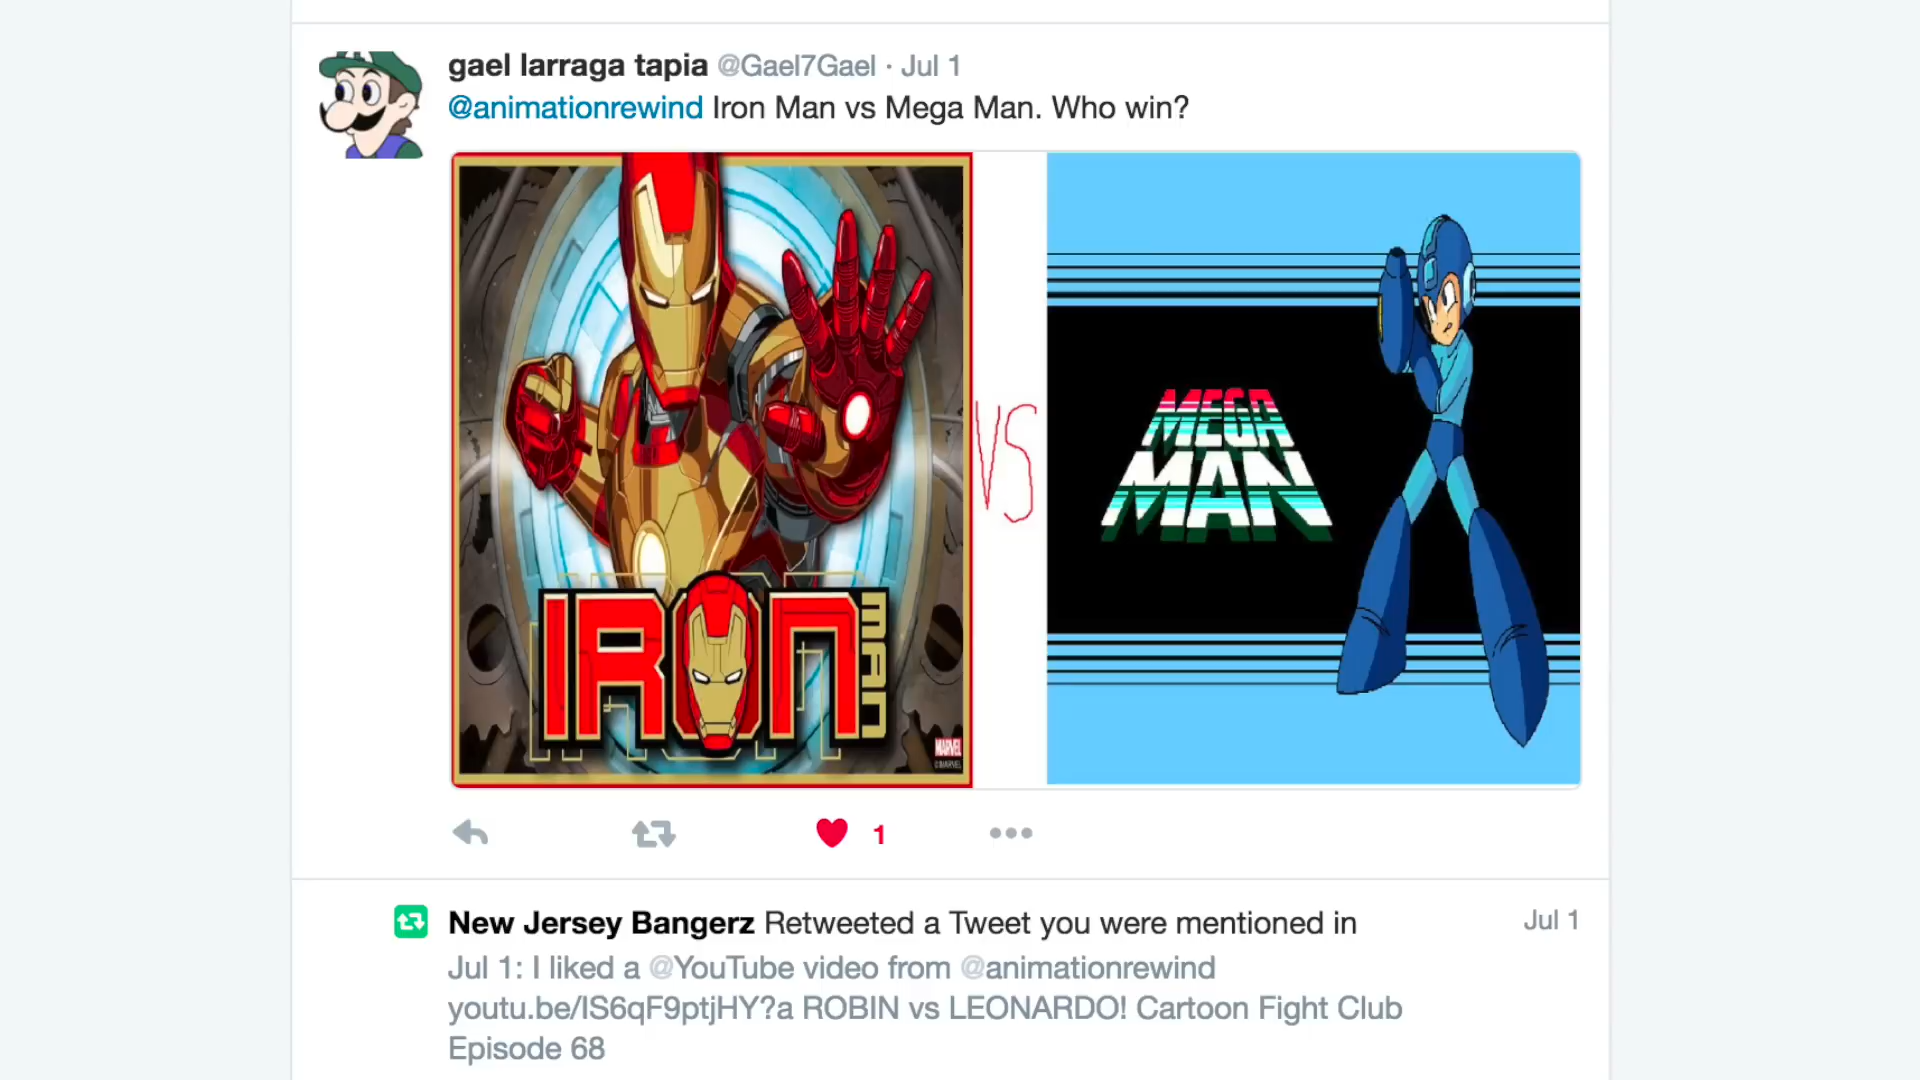 gael larraga tapia @Gael7Gael · Jul 1
@animationrewind Iron Man vs Mega Man. Who win?
IRON MAN
MARVEL
©MARVEL
VS
MEGA
MAN
1
New Jersey Bangerz Retweeted a Tweet you were mentioned in
Jul 1
Jul 1: I liked a @YouTube video from @animationrewind
youtu.be/IS6qF9ptjHY?a ROBIN vs LEONARDO! Cartoon Fight Club
Episode 68